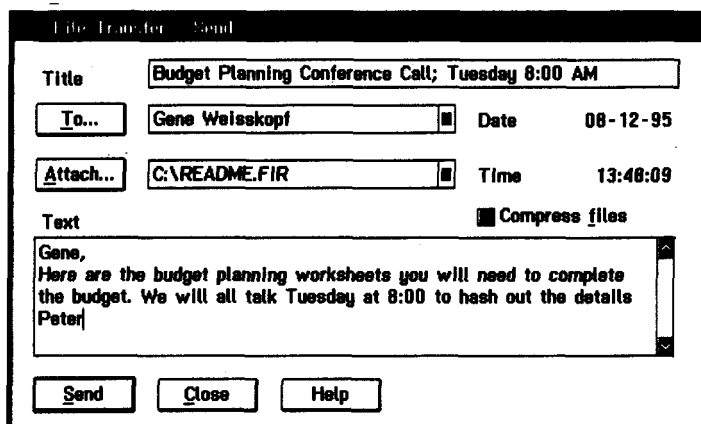 File Transfer - Send
Title Budget Planning Conference Call; Tuesday 8:00 AM
To... Gene Weisskopf Date 08-12-95
Attach... C:\README.FIR Time 13:48:09
Text Compress files
Gene,
Here are the budget planning worksheets you will need to complete
the budget. We will all talk Tuesday at 8:00 to hash out the details
Peter
Send Close Help